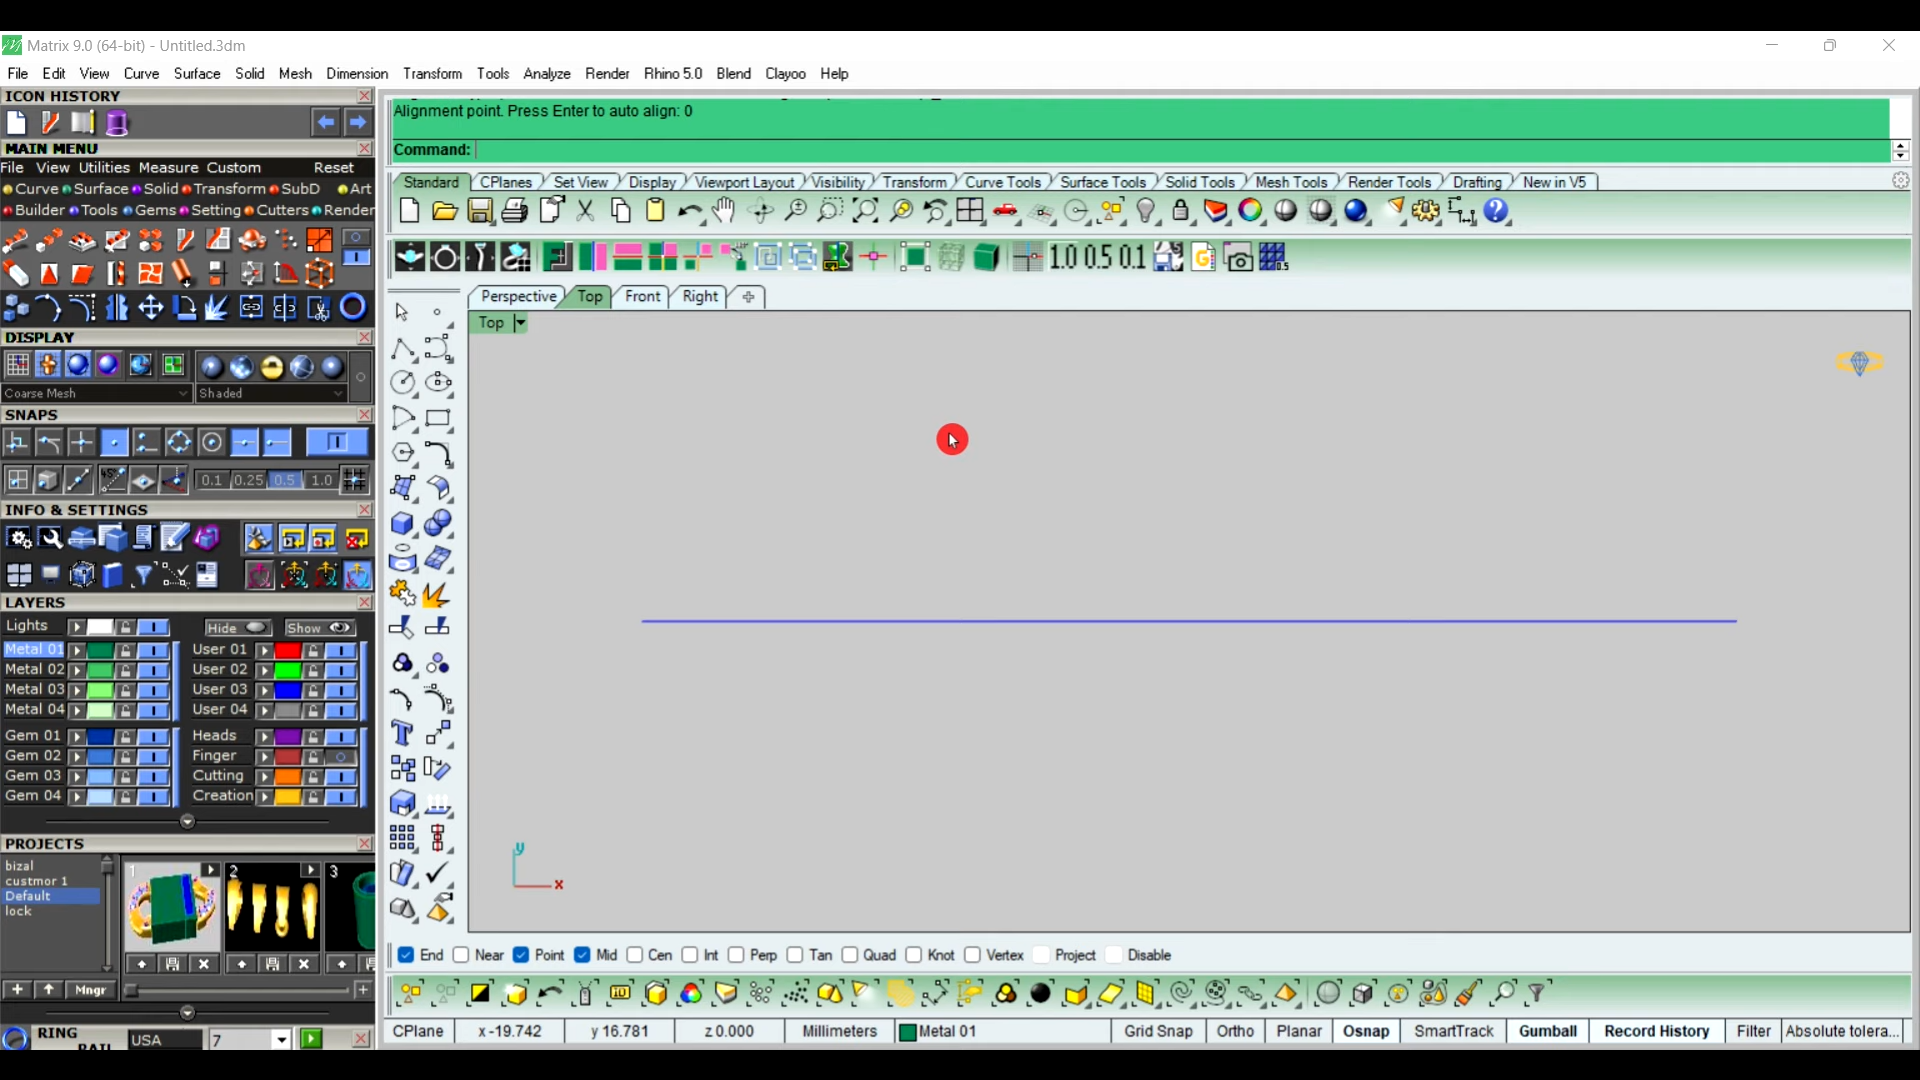 Matrix 9.0 (64-bit) - Untitled.3dm
File Edit View Curve Surface Solid Mesh Dimension Transform Tools Analyze Render Rhino 5.0 Blend Clayoo Help
ICON HISTORY
MAIN MENU
File View Utilities Measure Custom Reset
Curve Surface Solid Transform SubD Art
Builder Tools Gems Setting Cutters Render
DISPLAY
Coarse Mesh Shaded
SNAPS
0.1 0.25 0.5 1.0
INFO & SETTINGS
LAYERS
Lights Hide Show
Metal 01 User 01
Metal 02 User 02
Metal 03 User 03
Metal 04 User 04
Gem 01 Heads
Gem 02 Finger
Gem 03 Cutting
Gem 04 Creation
PROJECTS
bizal
custmor 1
Default
lock
1 2 3
Mngr
RING USA 7
Alignment point. Press Enter to auto align: 0
Command:
Standard CPlanes Set View Display Viewport Layout Visibility Transform Curve Tools Surface Tools Solid Tools Mesh Tools Render Tools Drafting New in V5
1.0 0.5 0.1
Perspective Top Front Right
Top
y
x
End Near Point Mid Cen Int Perp Tan Quad Knot Vertex Project Disable
CPlane x -19.742 y 16.781 z 0.000 Millimeters Metal 01 Grid Snap Ortho Planar Osnap SmartTrack Gumball Record History Filter Absolute tolera...